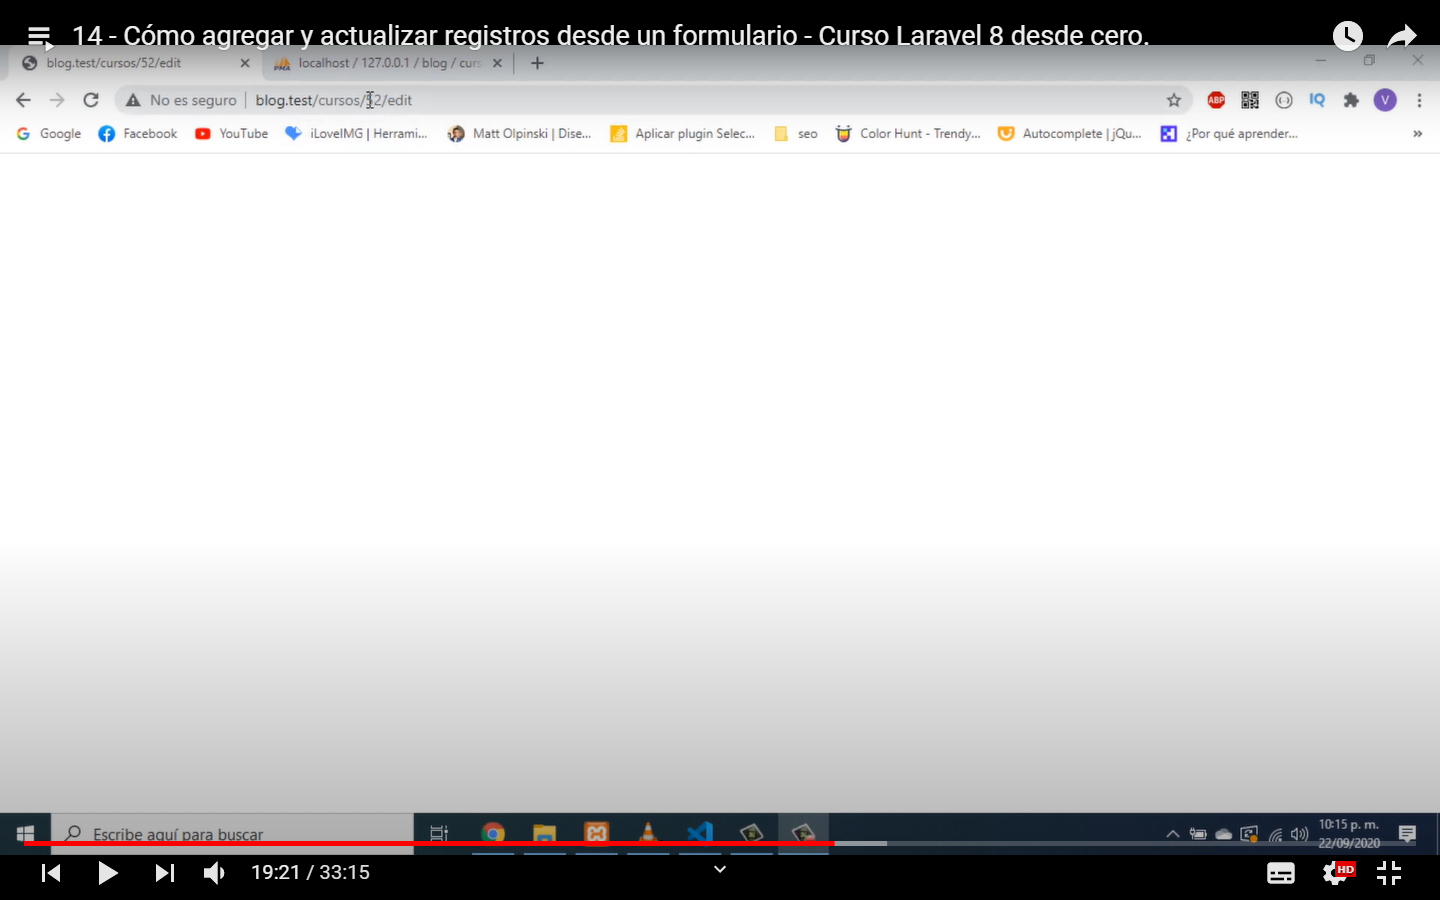 14 - Cómo agregar y actualizar registros desde un formulario - Curso Laravel 8 desde cero.
blog.test/cursos/52/edit
localhost / 127.0.0.1 / blog / curs
No es seguro
blog.test/cursos/52/edit
ABP
IQ
V
Google
Facebook
YouTube
iLoveIMG | Herrami...
Matt Olpinski | Dise...
Aplicar plugin Selec...
seo
Color Hunt - Trendy...
Autocomplete | jQu...
¿Por qué aprender...
»
Escribe aquí para buscar
10:15 p. m.
22/09/2020
19:21 / 33:15
HD